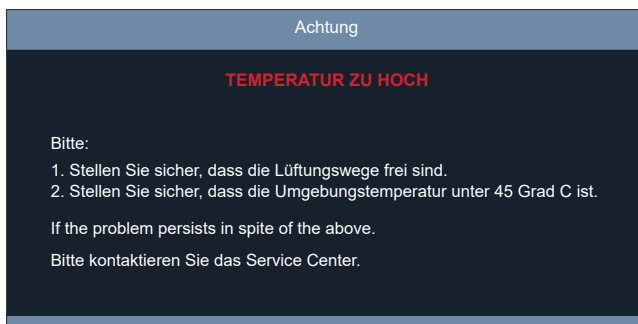 Achtung
TEMPERATUR ZU HOCH
Bitte:
1. Stellen Sie sicher, dass die Lüftungswege frei sind.
2. Stellen Sie sicher, dass die Umgebungstemperatur unter 45 Grad C ist.
If the problem persists in spite of the above.
Bitte kontaktieren Sie das Service Center.